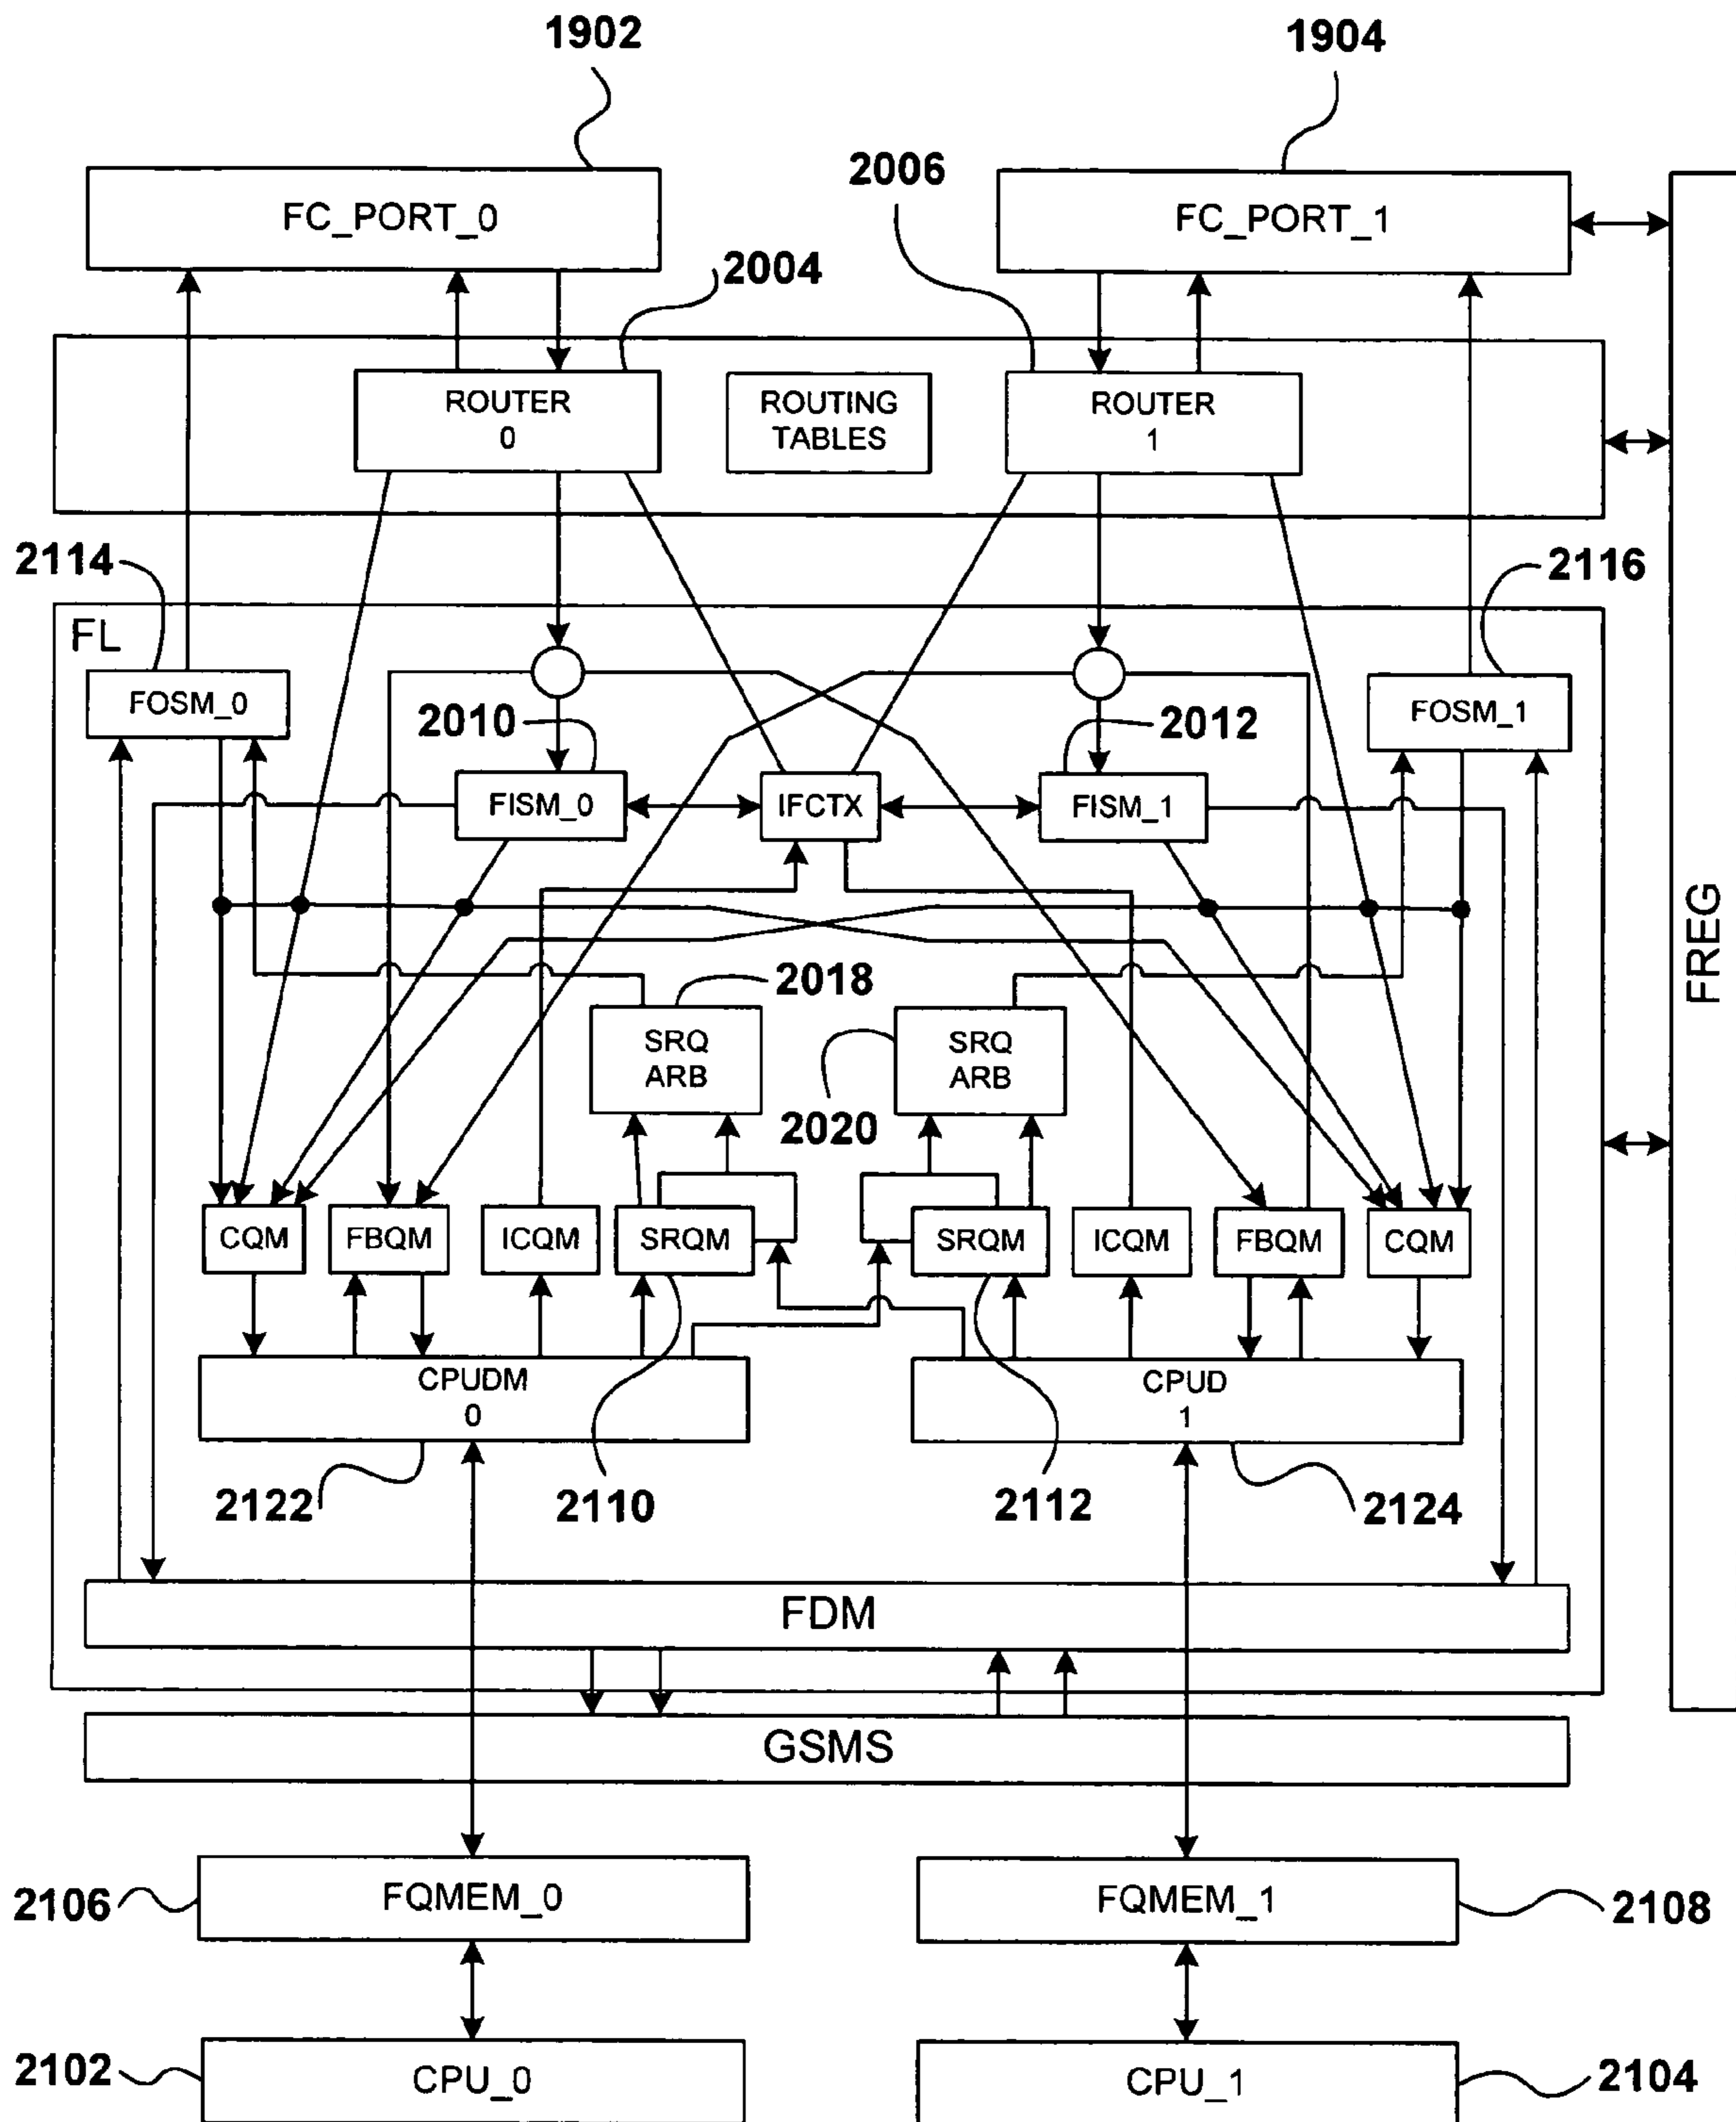 1902
1904
2006
FC_PORT_0
FC_PORT_1
2004
ROUTER
0
ROUTING
TABLES
ROUTER
1
2114
2116
FL
FOSM_0
FOSM_1
2010
2012
FISM_0
IFCTX
FISM_1
FREG
2018
SRQ
ARB
SRQ
ARB
2020
CQM
FBQM
ICQM
SRQM
SRQM
ICQM
FBQM
CQM
CPUDM
0
CPUD
1
2122
2110
2112
2124
FDM
GSMS
2106
FQMEM_0
FQMEM_1
2108
2102
CPU_0
CPU_1
2104